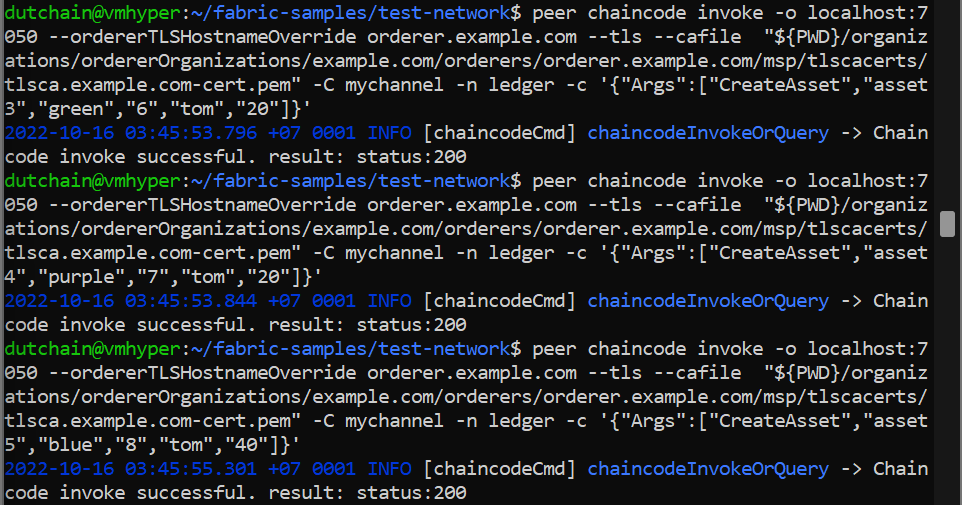 dutchain@vmhyper:~/fabric-samples/test-network$ peer chaincode invoke -o localhost:7
050 --ordererTLSHostnameOverride orderer.example.com --tls --cafile  "${PWD}/organiz
ations/ordererOrganizations/example.com/orderers/orderer.example.com/msp/tlscacerts/
tlsca.example.com-cert.pem" -C mychannel -n ledger -c '{"Args":["CreateAsset","asset
3","green","6","tom","20"]}'
2022-10-16 03:45:53.796 +07 0001 INFO [chaincodeCmd] chaincodeInvokeOrQuery -> Chain
code invoke successful. result: status:200
dutchain@vmhyper:~/fabric-samples/test-network$ peer chaincode invoke -o localhost:7
050 --ordererTLSHostnameOverride orderer.example.com --tls --cafile  "${PWD}/organiz
ations/ordererOrganizations/example.com/orderers/orderer.example.com/msp/tlscacerts/
tlsca.example.com-cert.pem" -C mychannel -n ledger -c '{"Args":["CreateAsset","asset
4","purple","7","tom","20"]}'
2022-10-16 03:45:53.844 +07 0001 INFO [chaincodeCmd] chaincodeInvokeOrQuery -> Chain
code invoke successful. result: status:200
dutchain@vmhyper:~/fabric-samples/test-network$ peer chaincode invoke -o localhost:7
050 --ordererTLSHostnameOverride orderer.example.com --tls --cafile  "${PWD}/organiz
ations/ordererOrganizations/example.com/orderers/orderer.example.com/msp/tlscacerts/
tlsca.example.com-cert.pem" -C mychannel -n ledger -c '{"Args":["CreateAsset","asset
5","blue","8","tom","40"]}'
2022-10-16 03:45:55.301 +07 0001 INFO [chaincodeCmd] chaincodeInvokeOrQuery -> Chain
code invoke successful. result: status:200